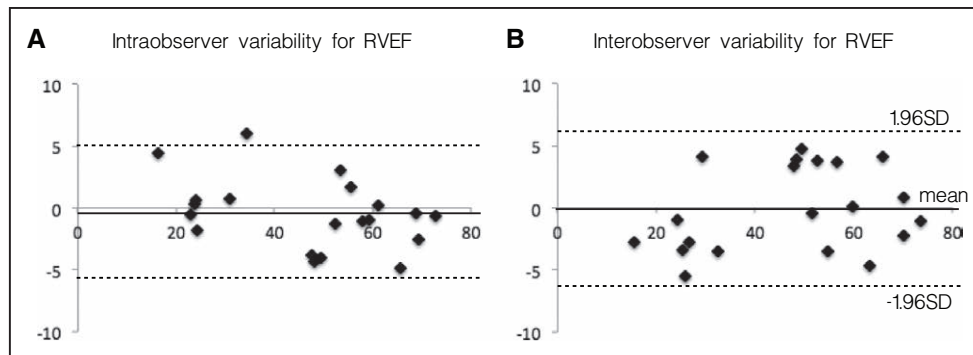 A Intraobserver variability for RVEF
10
5
0
-5
-10
0 20 40 60 80
B Interobserver variability for RVEF
10
5
0
-5
-10
0 20 40 60 80
1.96SD
mean
-1.96SD